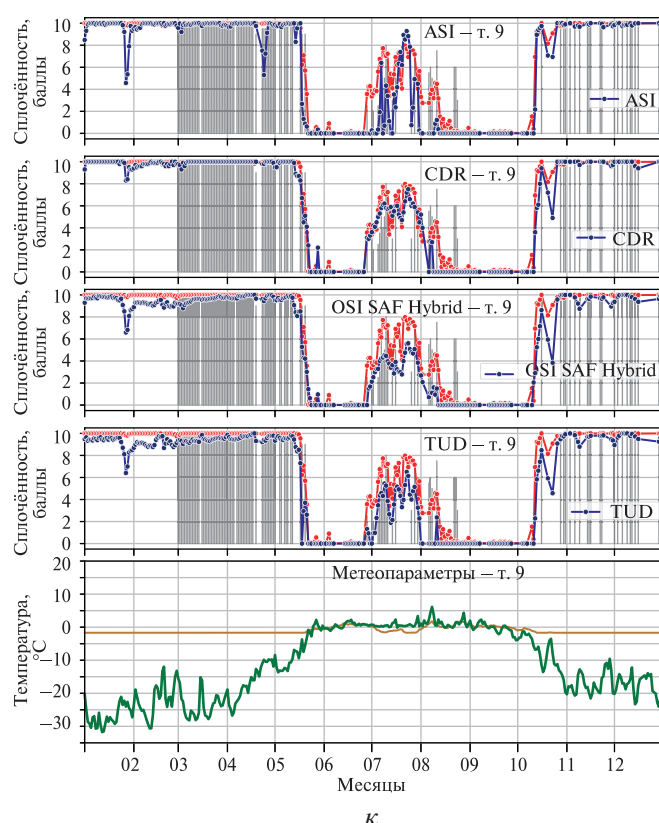 10
8
6
4
2
0
Сплочённость,
баллы
ASI – т. 9
ASI
10
8
6
4
2
0
Сплочённость,
баллы
CDR – т. 9
CDR
10
8
6
4
2
0
Сплочённость,
баллы
OSI SAF Hybrid – т. 9
OSI SAF Hybrid
10
8
6
4
2
0
Сплочённость,
баллы
TUD – т. 9
TUD
20
10
0
–10
–20
–30
Температура,
°C
Метеопараметры – т. 9
02 03 04 05 06 07 08 09 10 11 12
Месяцы
к